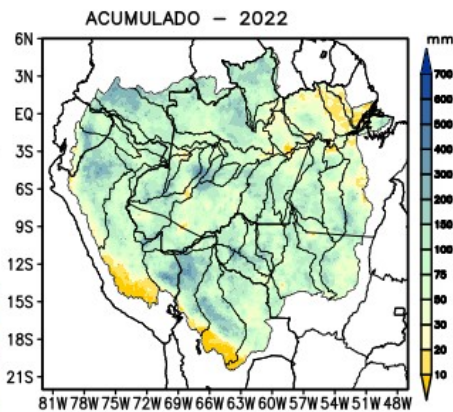 ACUMULADO – 2022
mm
6N
3N
EQ
3S
6S
9S
12S
15S
18S
21S
81W 78W 75W 72W 69W 66W 63W 60W 57W 54W 51W 48W
700
600
500
400
300
200
150
100
75
50
30
20
10